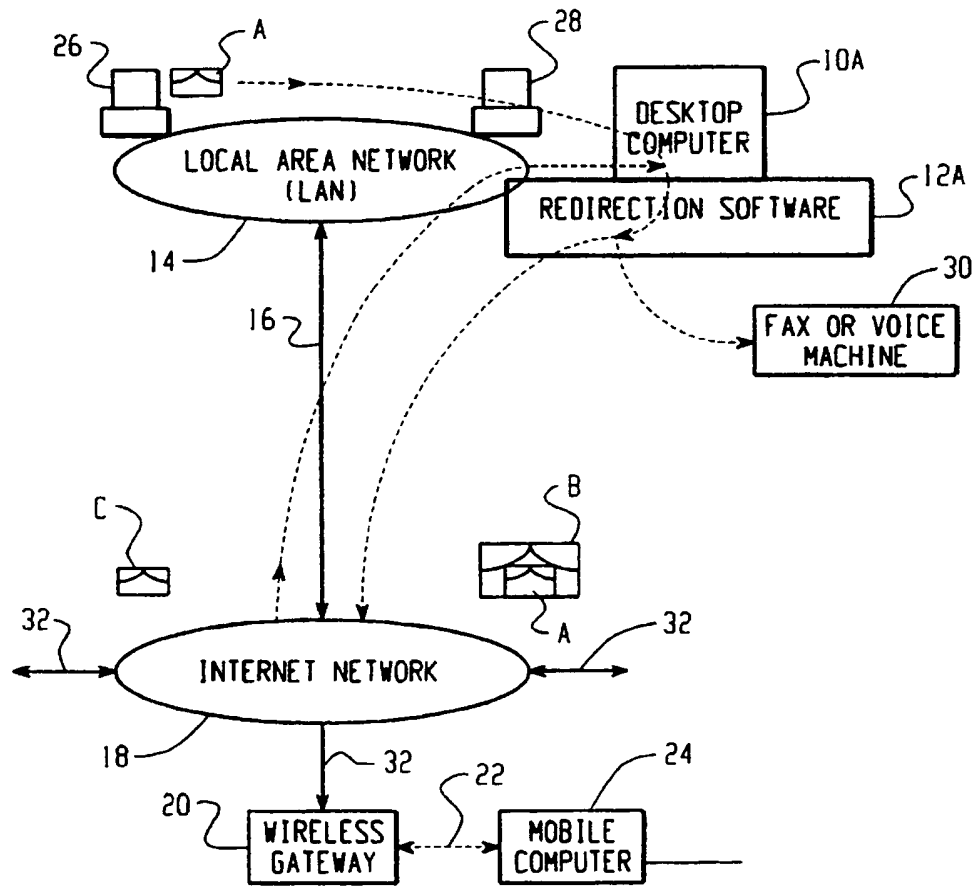 26
A
28
10A
DESKTOP
COMPUTER
LOCAL AREA NETWORK
(LAN)
12A
REDIRECTION SOFTWARE
14
30
16
FAX OR VOICE
MACHINE
C
B
A
32
32
INTERNET NETWORK
18
32
22
24
20
WIRELESS
GATEWAY
MOBILE
COMPUTER